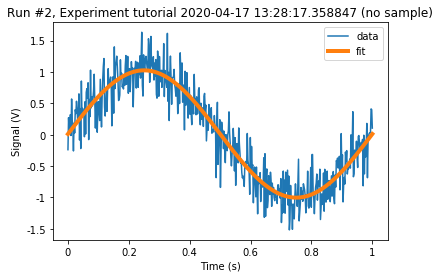 Run #2, Experiment tutorial 2020-04-17 13:28:17.358847 (no sample)
data
fit
1.5
1
0.5
0
-0.5
-1
-1.5
Signal (V)
0
0.2
0.4
0.6
0.8
1
Time (s)